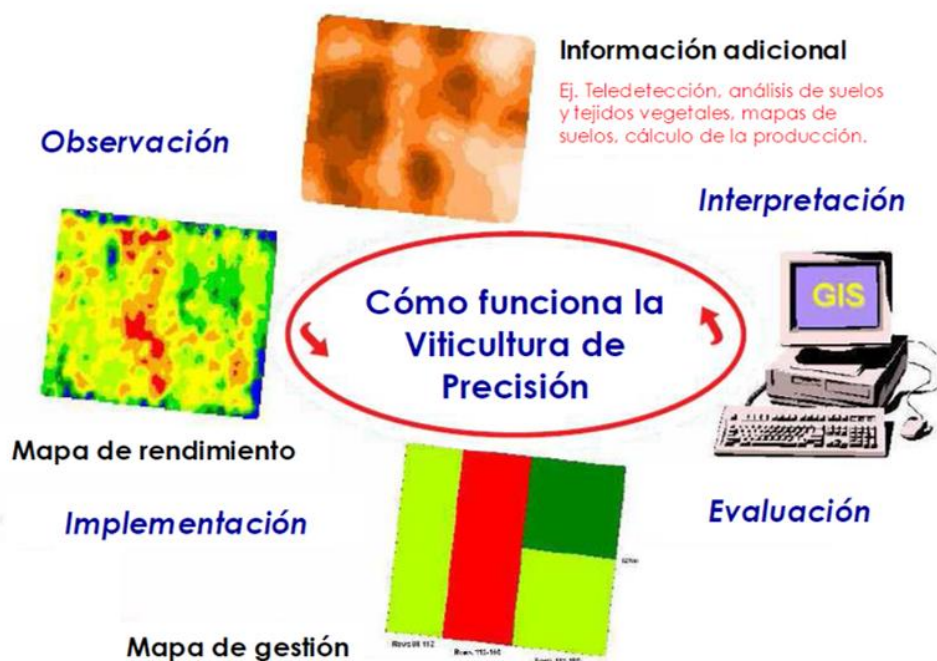 Información adicional
Ej. Teledetección, análisis de suelos
y tejidos vegetales, mapas de
suelos, cálculo de la producción.
Observación
Interpretación
GIS
Cómo funciona la
Viticultura de
Precisión
Mapa de rendimiento
Implementación
Evaluación
Mapa de gestión